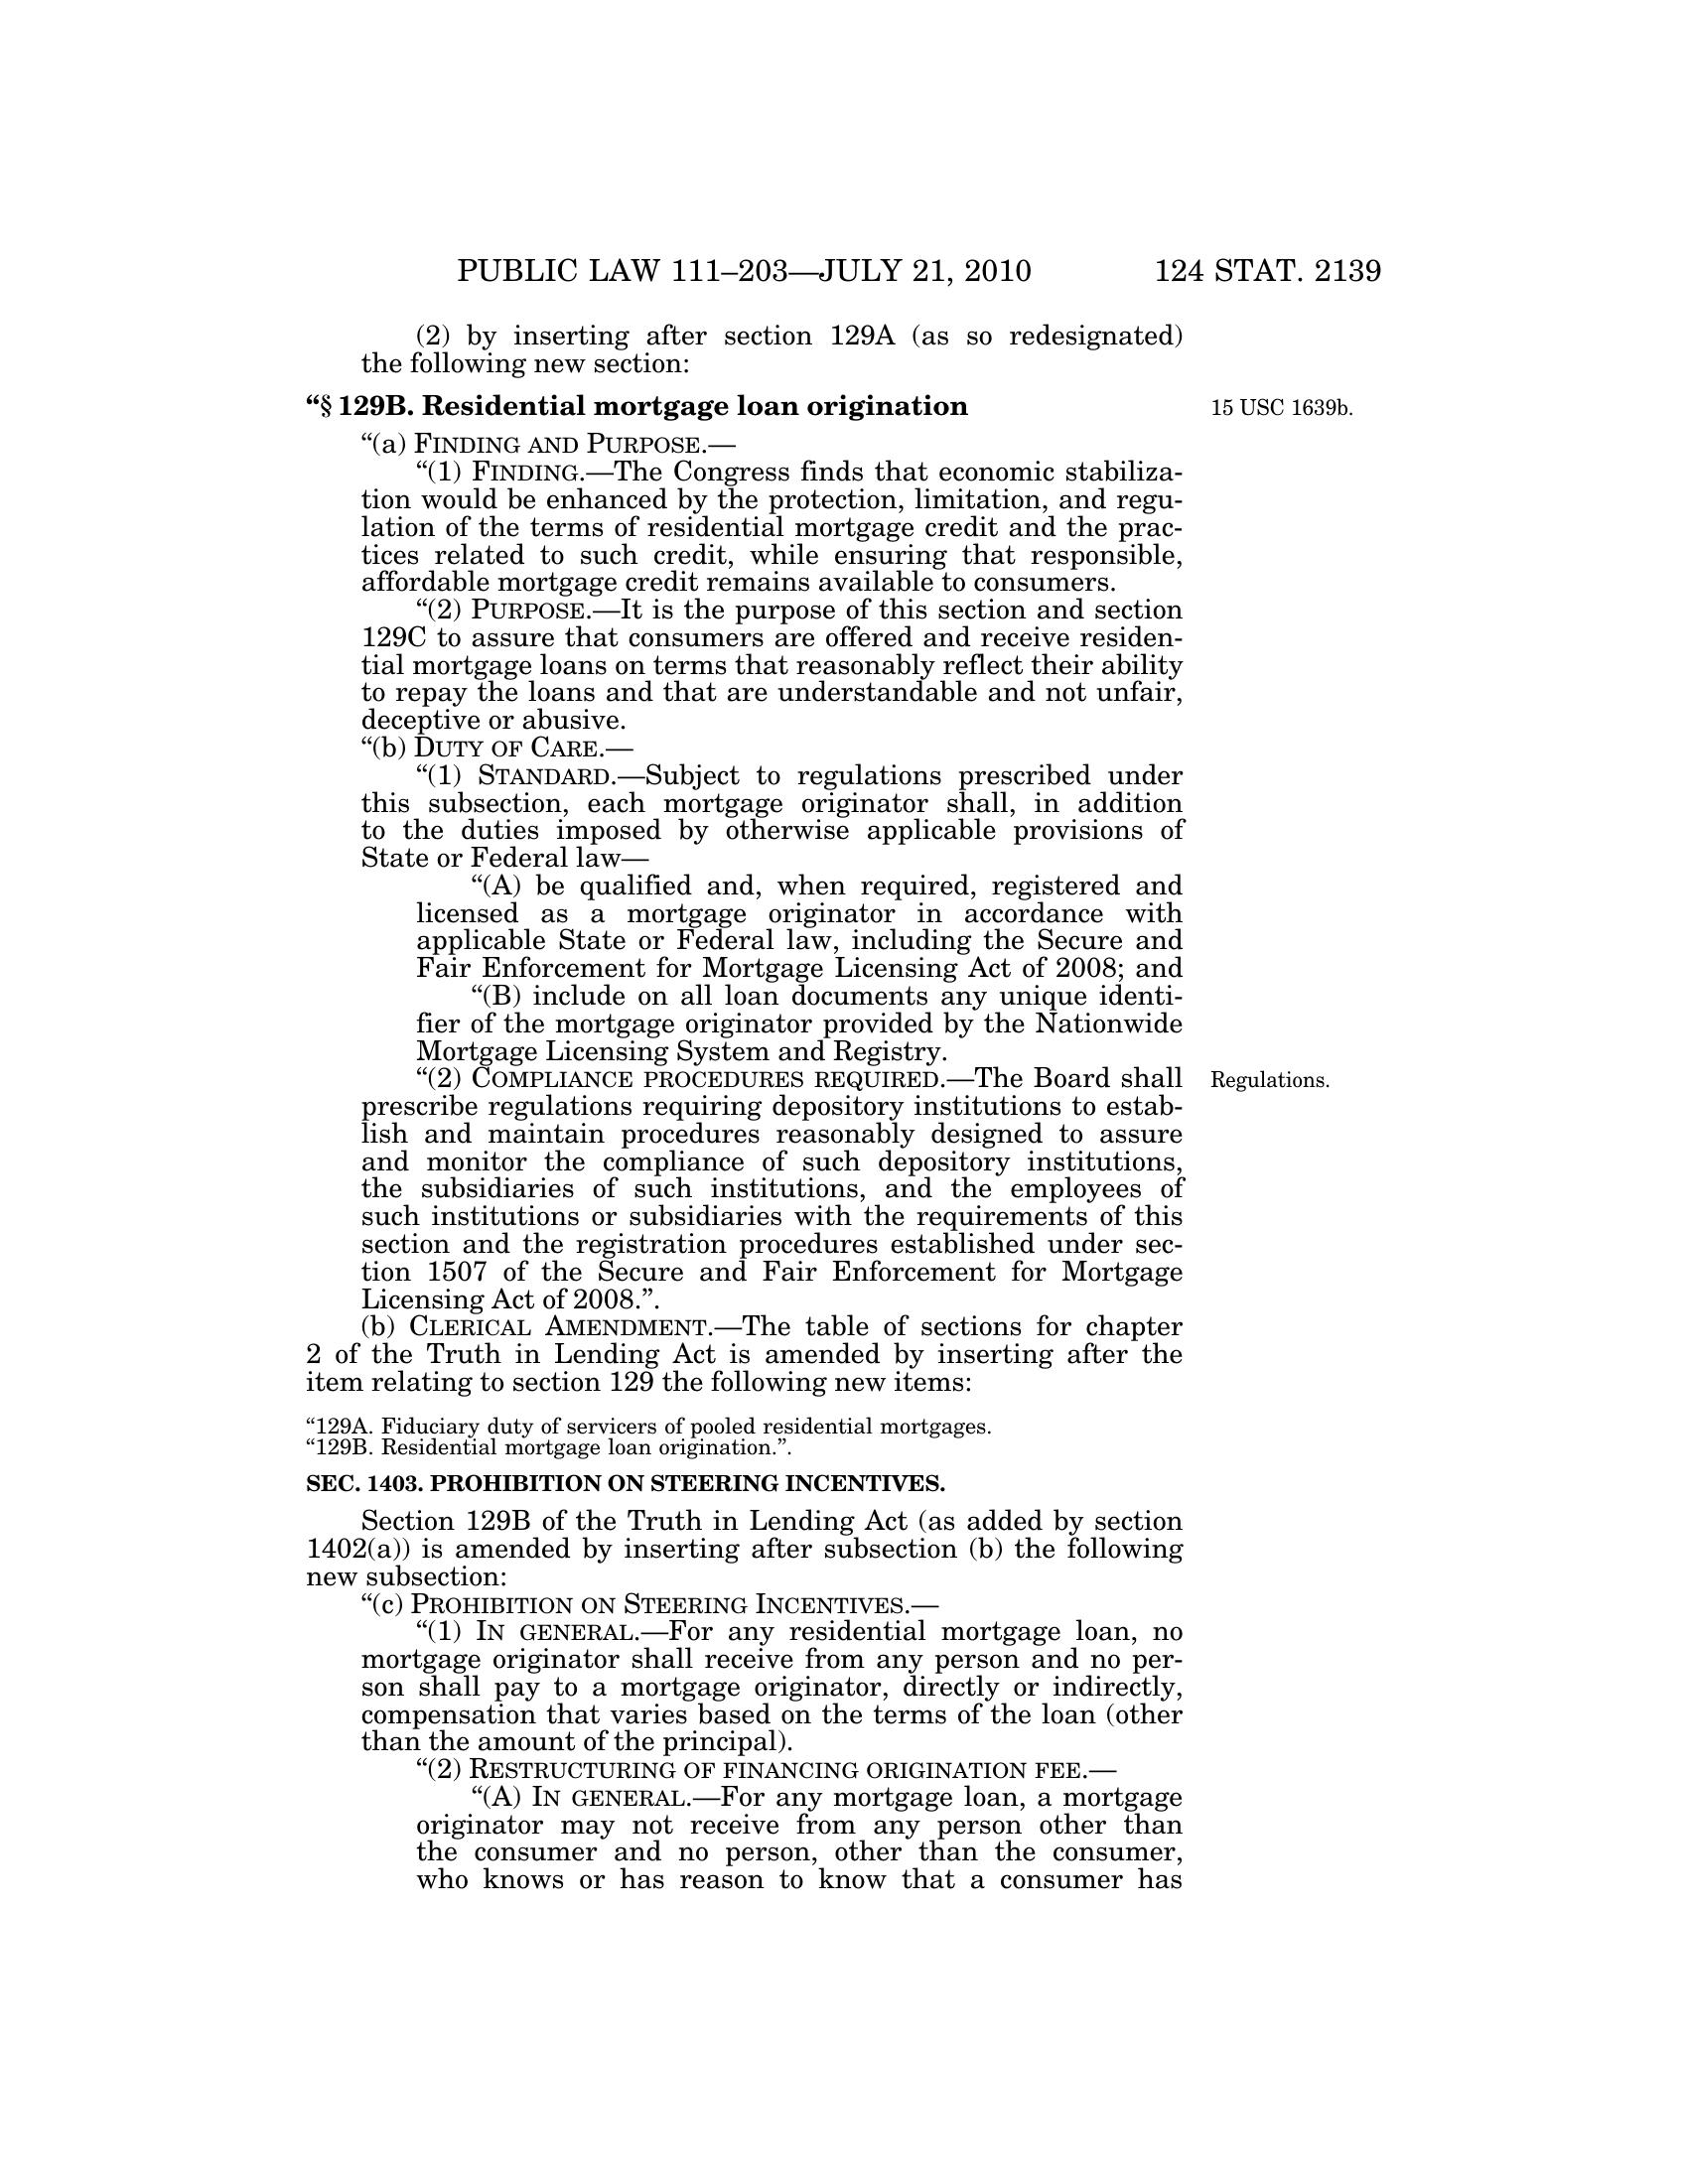 PUBLIC LAW 111–203—JULY 21, 2010 124 STAT. 2139
(2) by inserting after section 129A (as so redesignated)
the following new section:
“§ 129B. Residential mortgage loan origination 15 USC 1639b.
“(a) FINDING AND PURPOSE.—
“(1) FINDING.—The Congress finds that economic stabiliza-
tion would be enhanced by the protection, limitation, and regu-
lation of the terms of residential mortgage credit and the prac-
tices related to such credit, while ensuring that responsible,
affordable mortgage credit remains available to consumers.
“(2) PURPOSE.—It is the purpose of this section and section
129C to assure that consumers are offered and receive residen-
tial mortgage loans on terms that reasonably reflect their ability
to repay the loans and that are understandable and not unfair,
deceptive or abusive.
“(b) DUTY OF CARE.—
“(1) STANDARD.—Subject to regulations prescribed under
this subsection, each mortgage originator shall, in addition
to the duties imposed by otherwise applicable provisions of
State or Federal law—
“(A) be qualified and, when required, registered and
licensed as a mortgage originator in accordance with
applicable State or Federal law, including the Secure and
Fair Enforcement for Mortgage Licensing Act of 2008; and
“(B) include on all loan documents any unique identi-
fier of the mortgage originator provided by the Nationwide
Mortgage Licensing System and Registry.
“(2) COMPLIANCE PROCEDURES REQUIRED.—The Board shall Regulations.
prescribe regulations requiring depository institutions to estab-
lish and maintain procedures reasonably designed to assure
and monitor the compliance of such depository institutions,
the subsidiaries of such institutions, and the employees of
such institutions or subsidiaries with the requirements of this
section and the registration procedures established under sec-
tion 1507 of the Secure and Fair Enforcement for Mortgage
Licensing Act of 2008.”.
(b) CLERICAL AMENDMENT.—The table of sections for chapter
2 of the Truth in Lending Act is amended by inserting after the
item relating to section 129 the following new items:
“129A. Fiduciary duty of servicers of pooled residential mortgages.
“129B. Residential mortgage loan origination.”.
SEC. 1403. PROHIBITION ON STEERING INCENTIVES.
Section 129B of the Truth in Lending Act (as added by section
1402(a)) is amended by inserting after subsection (b) the following
new subsection:
“(c) PROHIBITION ON STEERING INCENTIVES.—
“(1) IN GENERAL.—For any residential mortgage loan, no
mortgage originator shall receive from any person and no per-
son shall pay to a mortgage originator, directly or indirectly,
compensation that varies based on the terms of the loan (other
than the amount of the principal).
“(2) RESTRUCTURING OF FINANCING ORIGINATION FEE.—
“(A) IN GENERAL.—For any mortgage loan, a mortgage
originator may not receive from any person other than
the consumer and no person, other than the consumer,
who knows or has reason to know that a consumer has